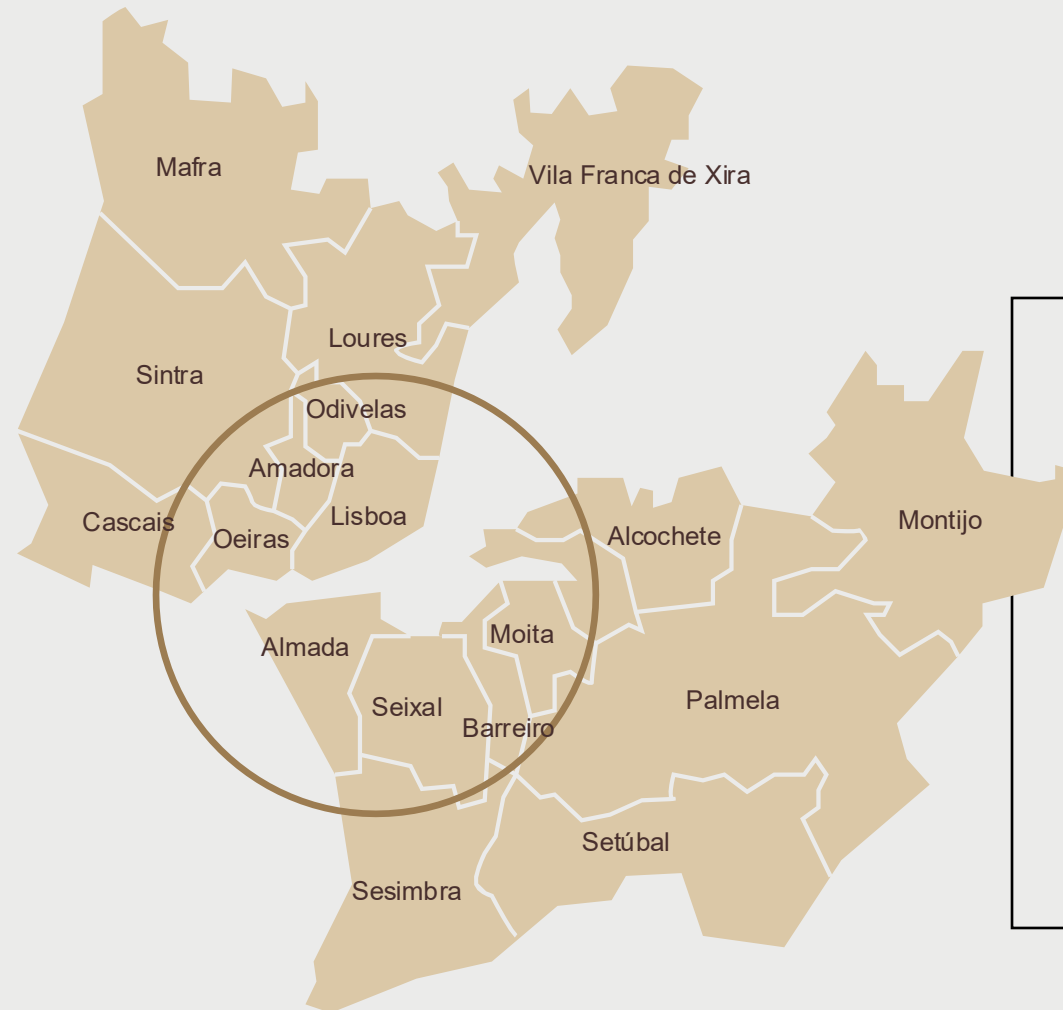 Mafra
Vila Franca de Xira
Loures
Sintra
Odivelas
Amadora
Lisboa
Cascais
Oeiras
Alcochete
Montijo
Moita
Almada
Palmela
Seixal
Barreiro
Setúbal
Sesimbra